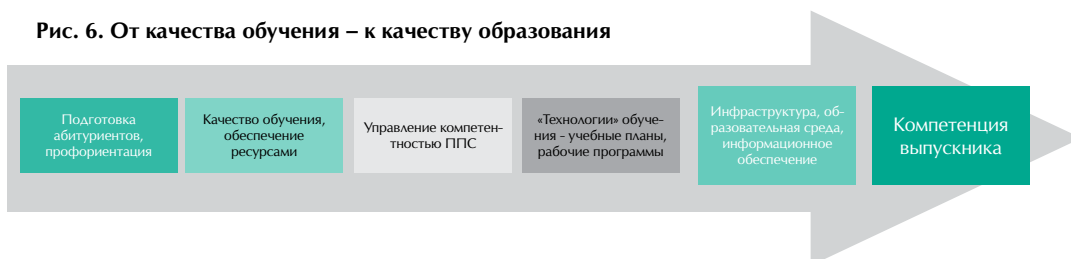 Рис. 6. От качества обучения – к качеству образования
Подготовка
абитуриентов,
профориентация
Качество обучения,
обеспечение
ресурсами
Управление компетен-
тностью ППС
«Технологии» обуче-
ния - учебные планы,
рабочие программы
Инфраструктура, об-
разовательная среда,
информационное
обеспечение
Компетенция
выпускника